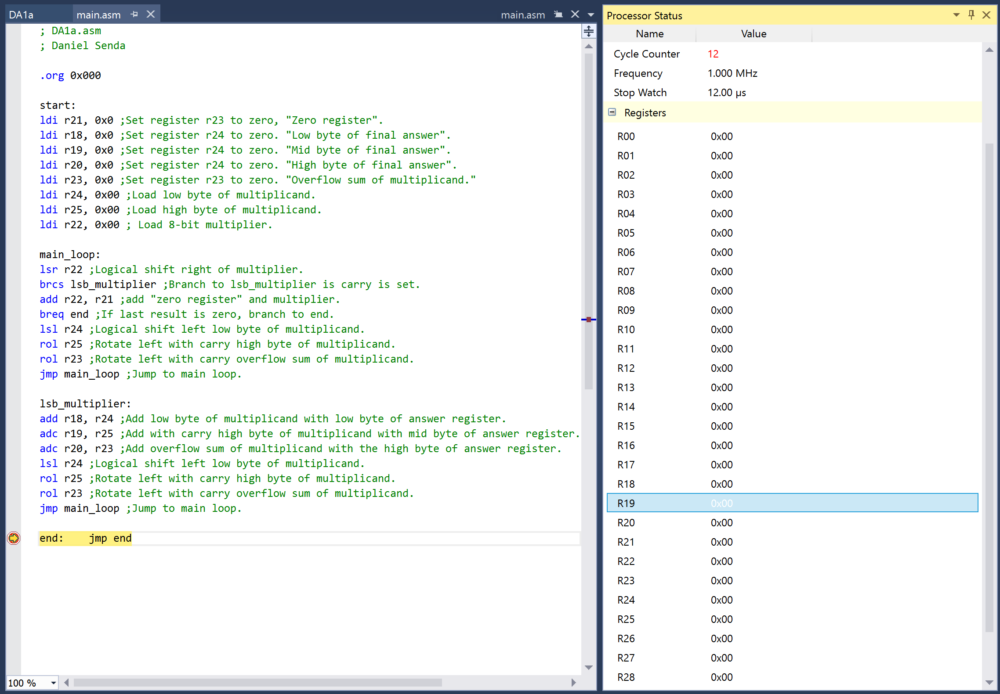 DA1a
main.asm
main.asm
; DA1a.asm
; Daniel Senda
.org 0x000
start:
ldi r21, 0x0 ;Set register r23 to zero, "Zero register".
ldi r18, 0x0 ;Set register r24 to zero. "Low byte of final answer".
ldi r19, 0x0 ;Set register r24 to zero. "Mid byte of final answer".
ldi r20, 0x0 ;Set register r24 to zero. "High byte of final answer".
ldi r23, 0x0 ;Set register r23 to zero. "Overflow sum of multiplicand."
ldi r24, 0x00 ;Load low byte of multiplicand.
ldi r25, 0x00 ;Load high byte of multiplicand.
ldi r22, 0x00 ; Load 8-bit multiplier.
main_loop:
lsr r22 ;Logical shift right of multiplier.
brcs lsb_multiplier ;Branch to lsb_multiplier is carry is set.
add r22, r21 ;add "zero register" and multiplier.
breq end ;If last result is zero, branch to end.
lsl r24 ;Logical shift left low byte of multiplicand.
rol r25 ;Rotate left with carry high byte of multiplicand.
rol r23 ;Rotate left with carry overflow sum of multiplicand.
jmp main_loop ;Jump to main loop.
lsb_multiplier:
add r18, r24 ;Add low byte of multiplicand with low byte of answer register.
adc r19, r25 ;Add with carry high byte of multiplicand with mid byte of answer register.
adc r20, r23 ;Add overflow sum of multiplicand with the high byte of answer register.
lsl r24 ;Logical shift left low byte of multiplicand.
rol r25 ;Rotate left with carry high byte of multiplicand.
rol r23 ;Rotate left with carry overflow sum of multiplicand.
jmp main_loop ;Jump to main loop.
end:    jmp end
100 %
Processor Status
Name Value
Cycle Counter 12
Frequency 1.000 MHz
Stop Watch 12.00 µs
Registers
R00 0x00
R01 0x00
R02 0x00
R03 0x00
R04 0x00
R05 0x00
R06 0x00
R07 0x00
R08 0x00
R09 0x00
R10 0x00
R11 0x00
R12 0x00
R13 0x00
R14 0x00
R15 0x00
R16 0x00
R17 0x00
R18 0x00
R19 0x00
R20 0x00
R21 0x00
R22 0x00
R23 0x00
R24 0x00
R25 0x00
R26 0x00
R27 0x00
R28 0x00